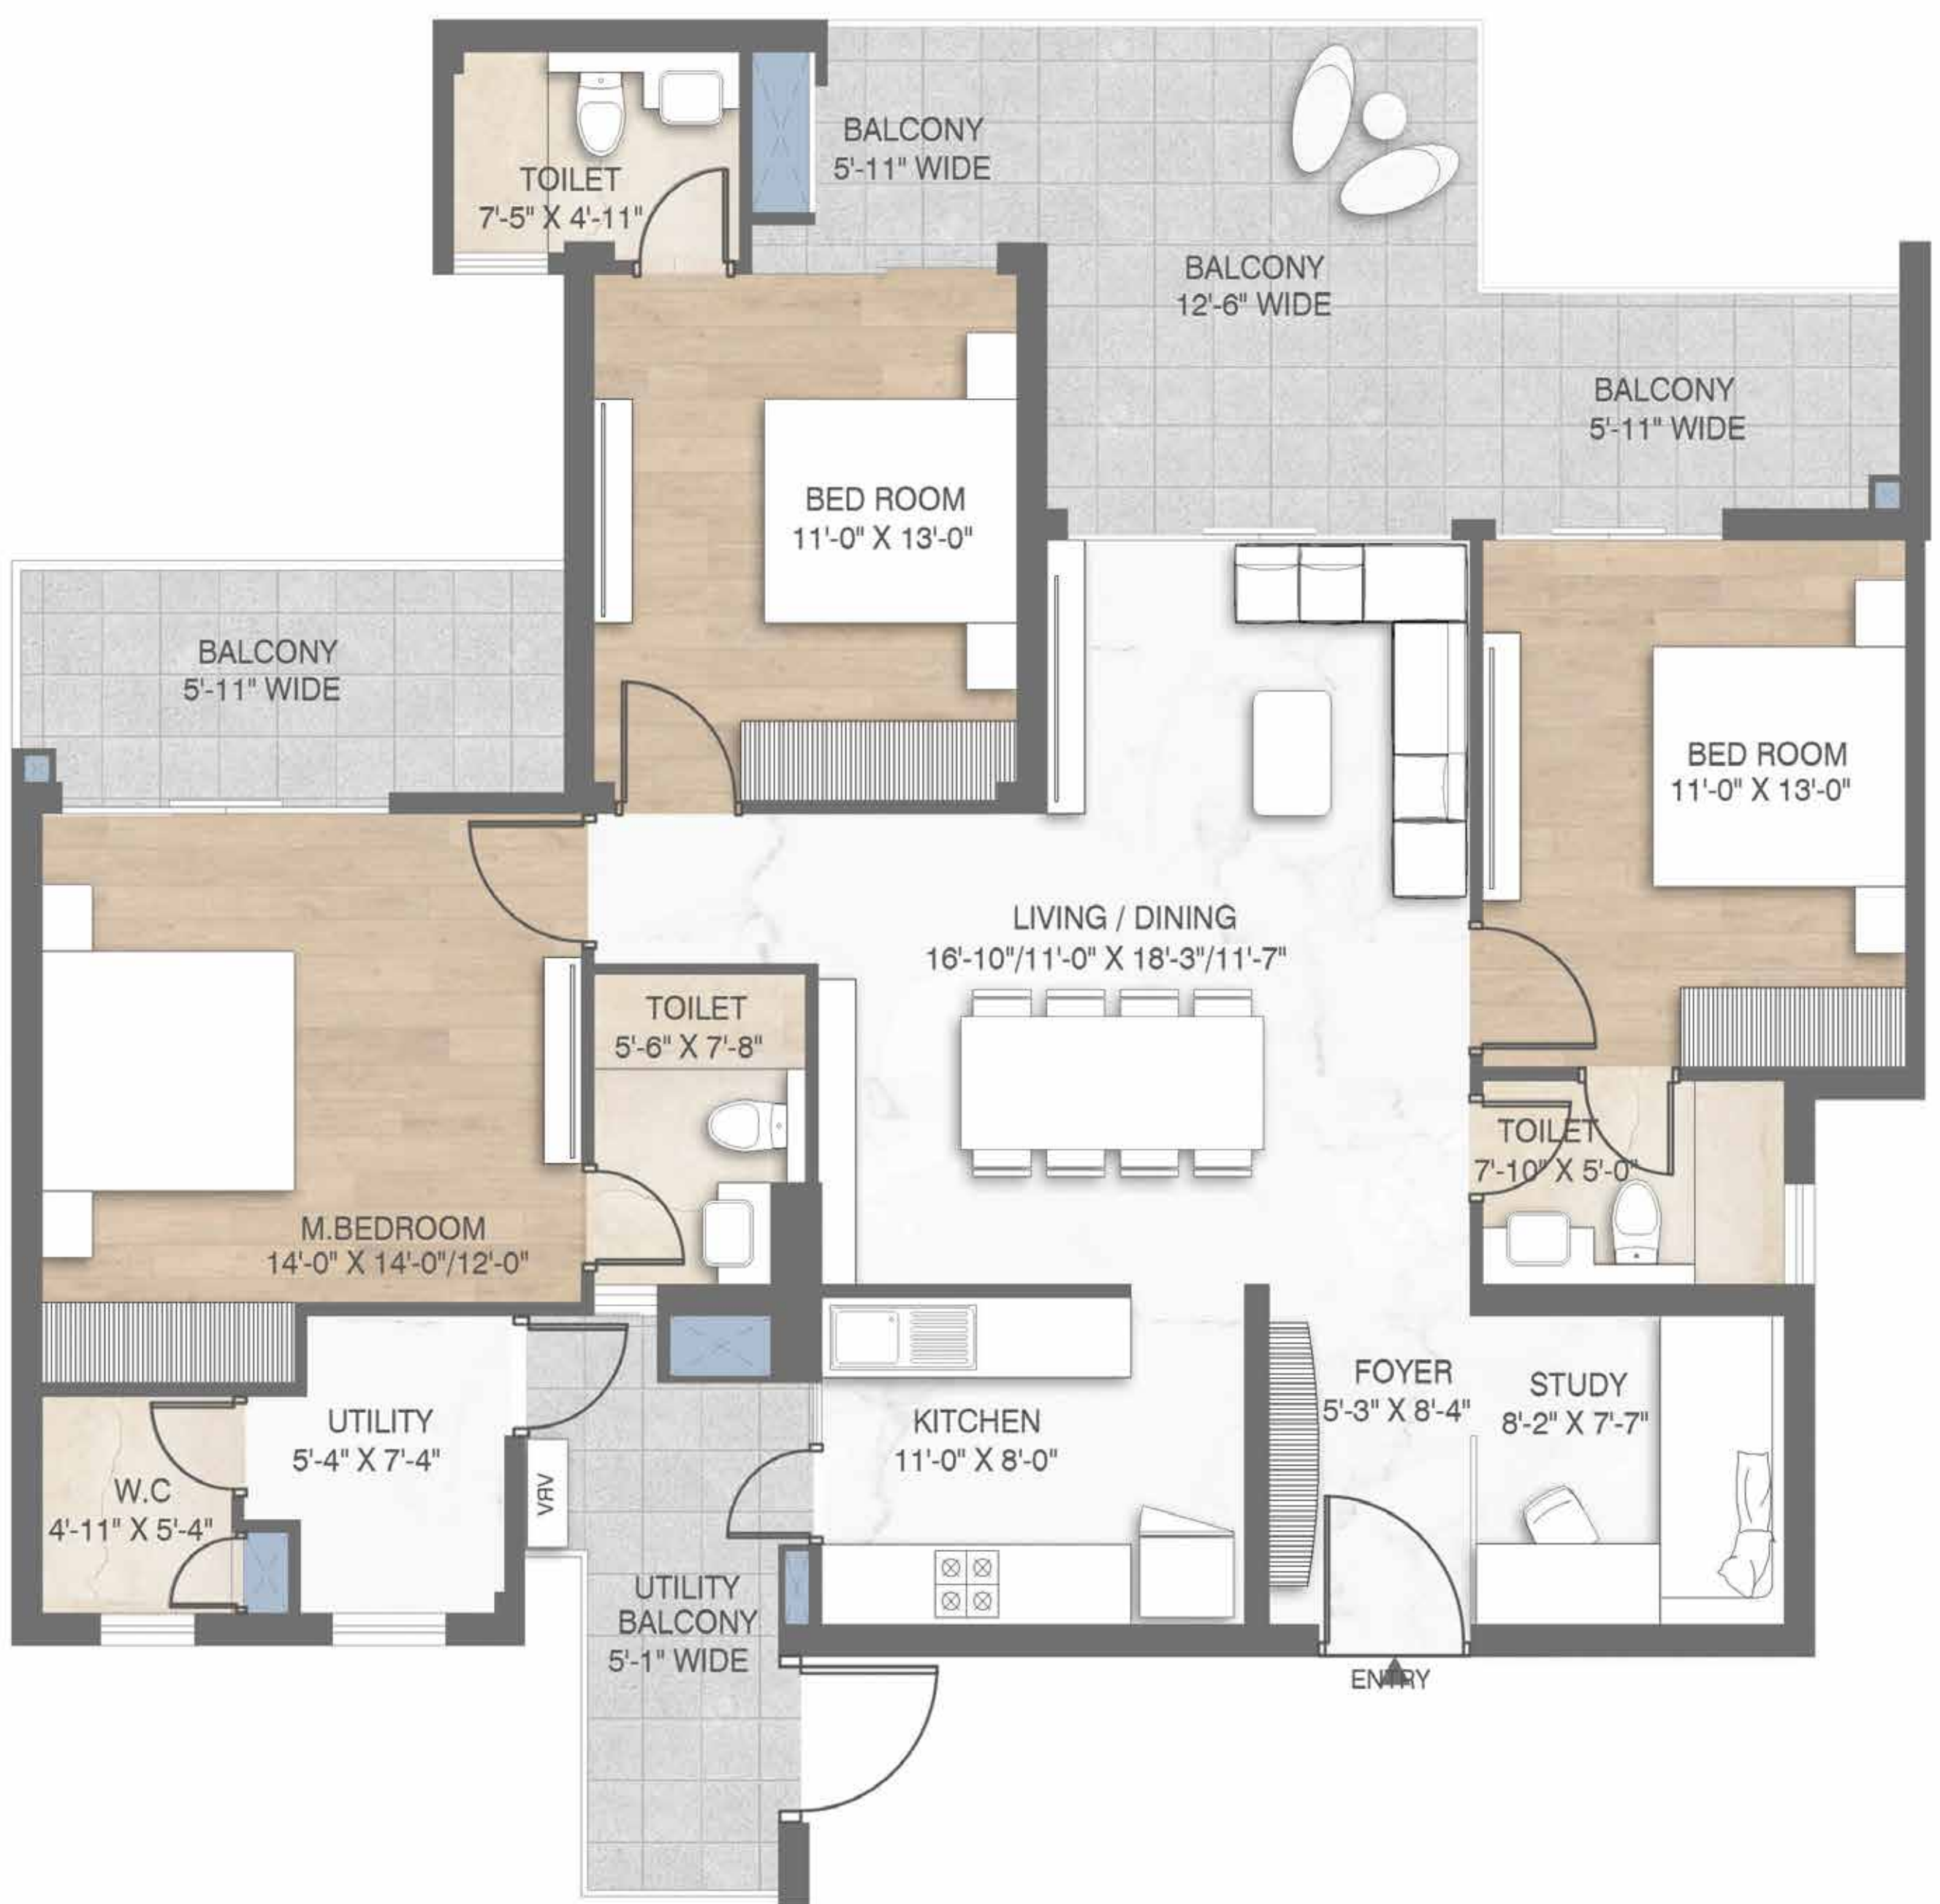 TOILET
7'-5" X 4'-11"
BALCONY
5'-11" WIDE
BALCONY
12'-6" WIDE
BALCONY
5'-11" WIDE
BED ROOM
11'-0" X 13'-0"
BALCONY
5'-11" WIDE
BED ROOM
11'-0" X 13'-0"
LIVING / DINING
16'-10"/11'-0" X 18'-3"/11'-7"
TOILET
5'-6" X 7'-8"
TOILET
7'-10" X 5'-0"
M.BEDROOM
14'-0" X 14'-0"/12'-0"
FOYER
5'-3" X 8'-4"
STUDY
8'-2" X 7'-7"
UTILITY
5'-4" X 7'-4"
KITCHEN
11'-0" X 8'-0"
W.C
4'-11" X 5'-4"
VRV
UTILITY
BALCONY
5'-1" WIDE
ENTRY